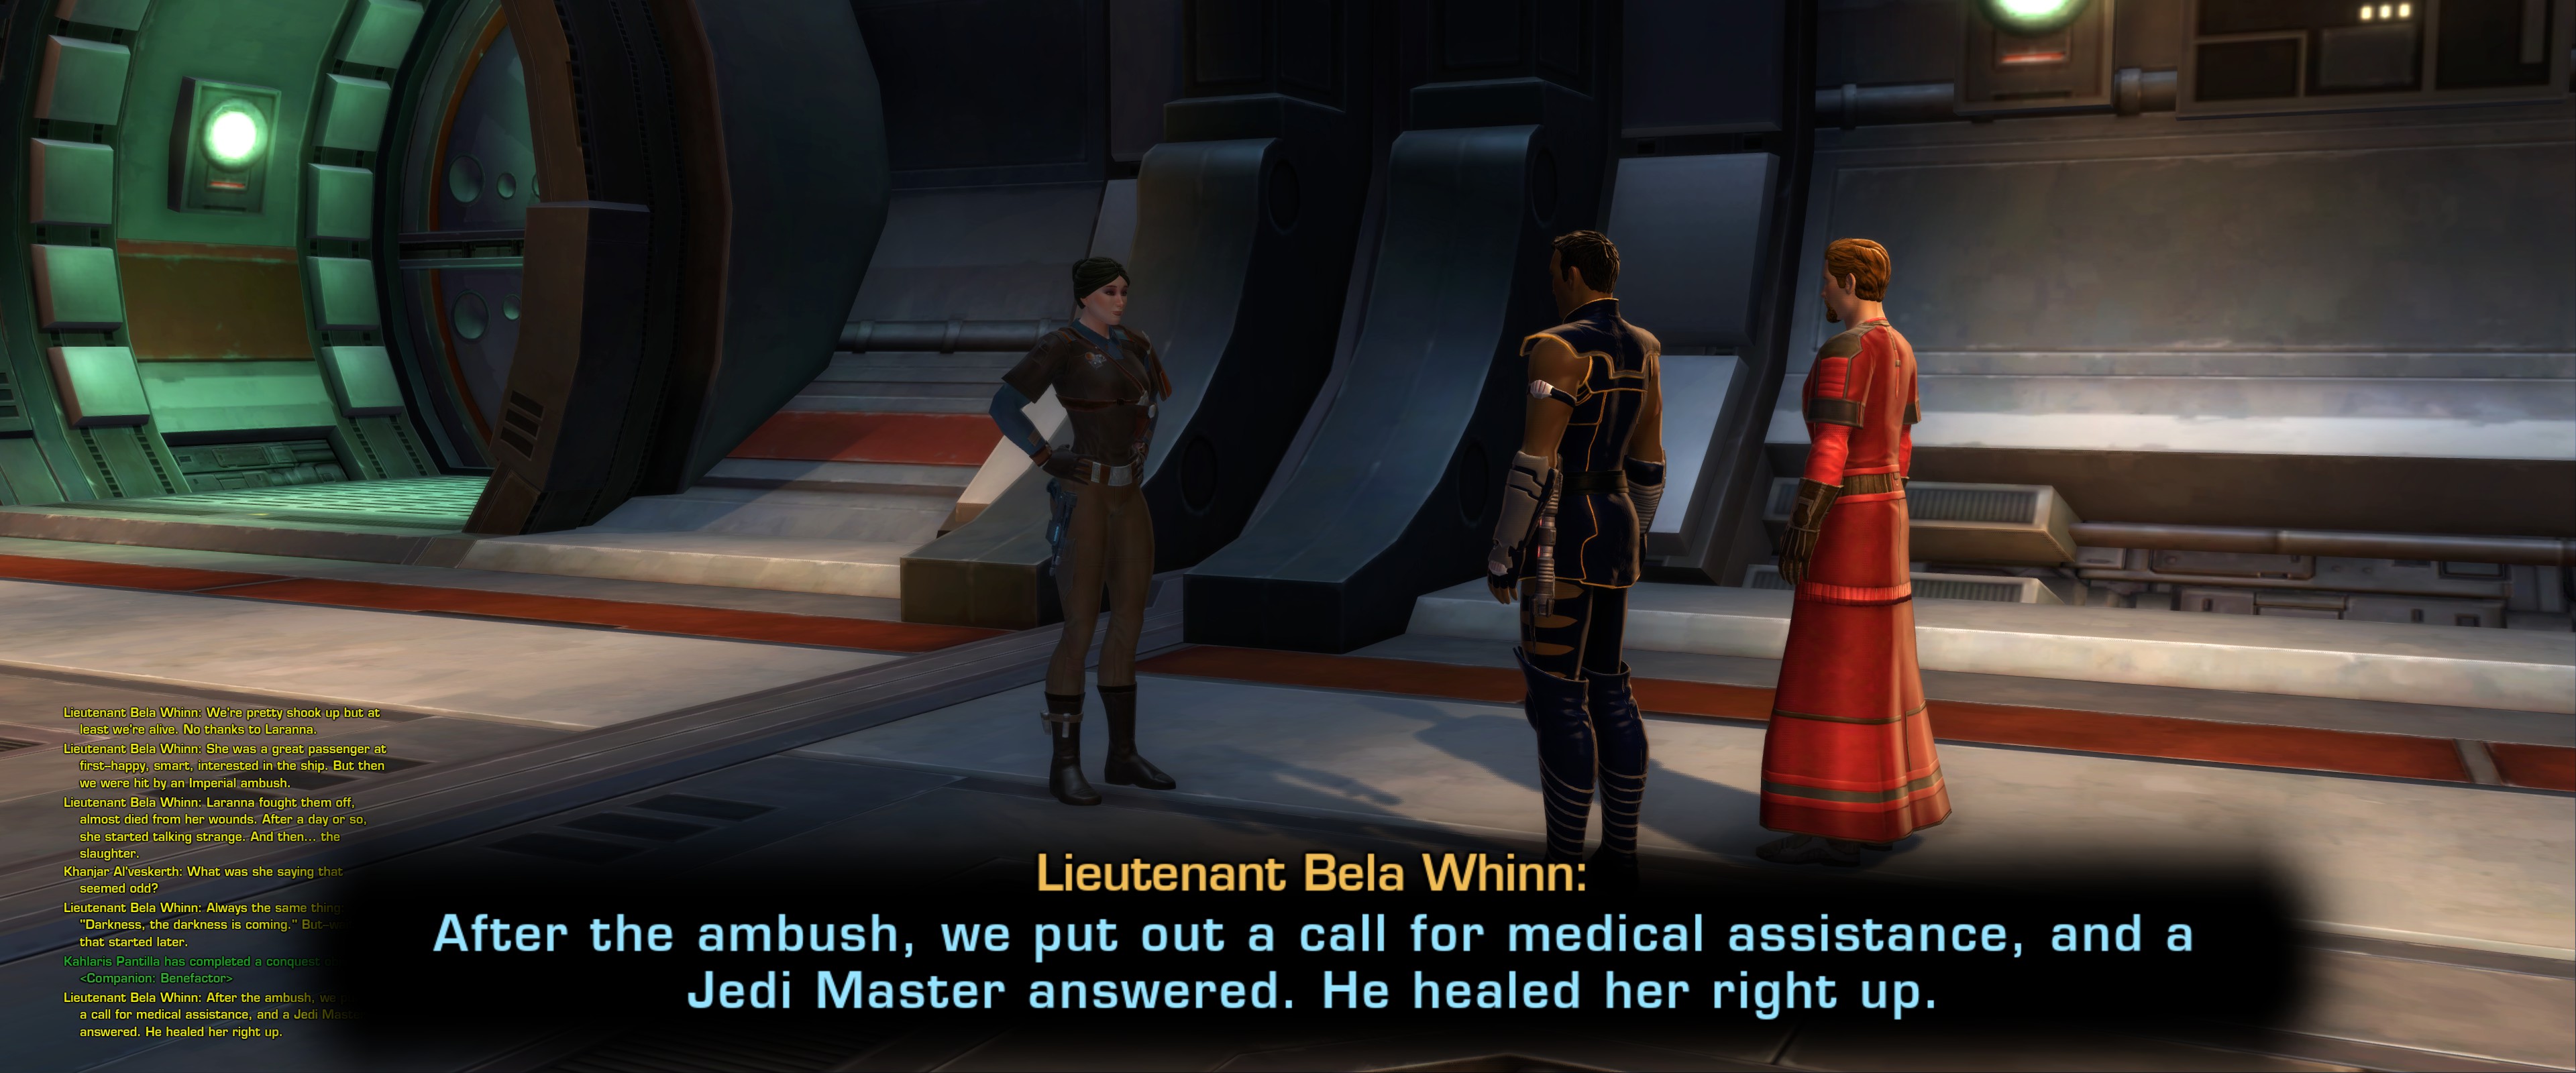 Lieutenant Bela Whinn: We're pretty shook up but at
least we're alive. No thanks to Laranna.
Lieutenant Bela Whinn: She was a great passenger at
first—happy, smart, interested in the ship. But then
we were hit by an Imperial ambush.
Lieutenant Bela Whinn: Laranna fought them off,
almost died from her wounds. After a day or so,
she started talking strange. And then... the
slaughter.
Khanjar Al'veskerth: What was she saying that
seemed odd?
Lieutenant Bela Whinn: Always the same thing:
"Darkness, the darkness is coming." But—
that started later.
Kahlaris Pantilla has completed a conquest
<Companion: Benefactor>
Lieutenant Bela Whinn: After the ambush, we
a call for medical assistance, and a Jedi
answered. He healed her right up.
Lieutenant Bela Whinn:
After the ambush, we put out a call for medical assistance, and a
Jedi Master answered. He healed her right up.